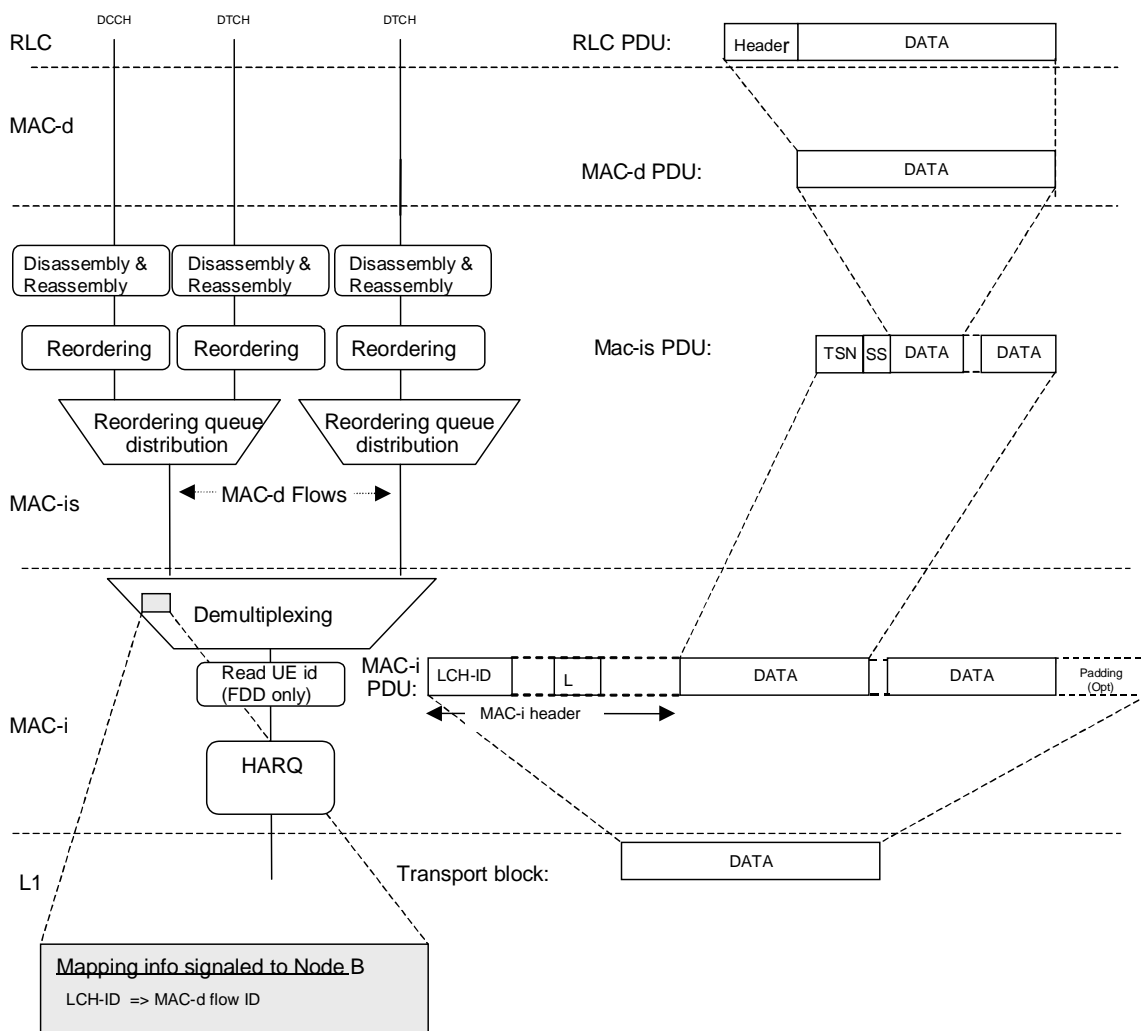 DCCH
DTCH
DTCH
RLC
RLC PDU:
Header
DATA
MAC-d
MAC-d PDU:
DATA
Disassembly &
Reassembly
Disassembly &
Reassembly
Disassembly &
Reassembly
Reordering
Reordering
Reordering
Mac-is PDU:
TSN
SS
DATA
DATA
Reordering queue
distribution
Reordering queue
distribution
MAC-d Flows
MAC-is
Demultiplexing
Read UE id
(FDD only)
MAC-i
PDU:
LCH-ID
L
DATA
DATA
Padding
(Opt)
MAC-i header
MAC-i
HARQ
L1
Transport block:
DATA
Mapping info signaled to Node B
LCH-ID => MAC-d flow ID